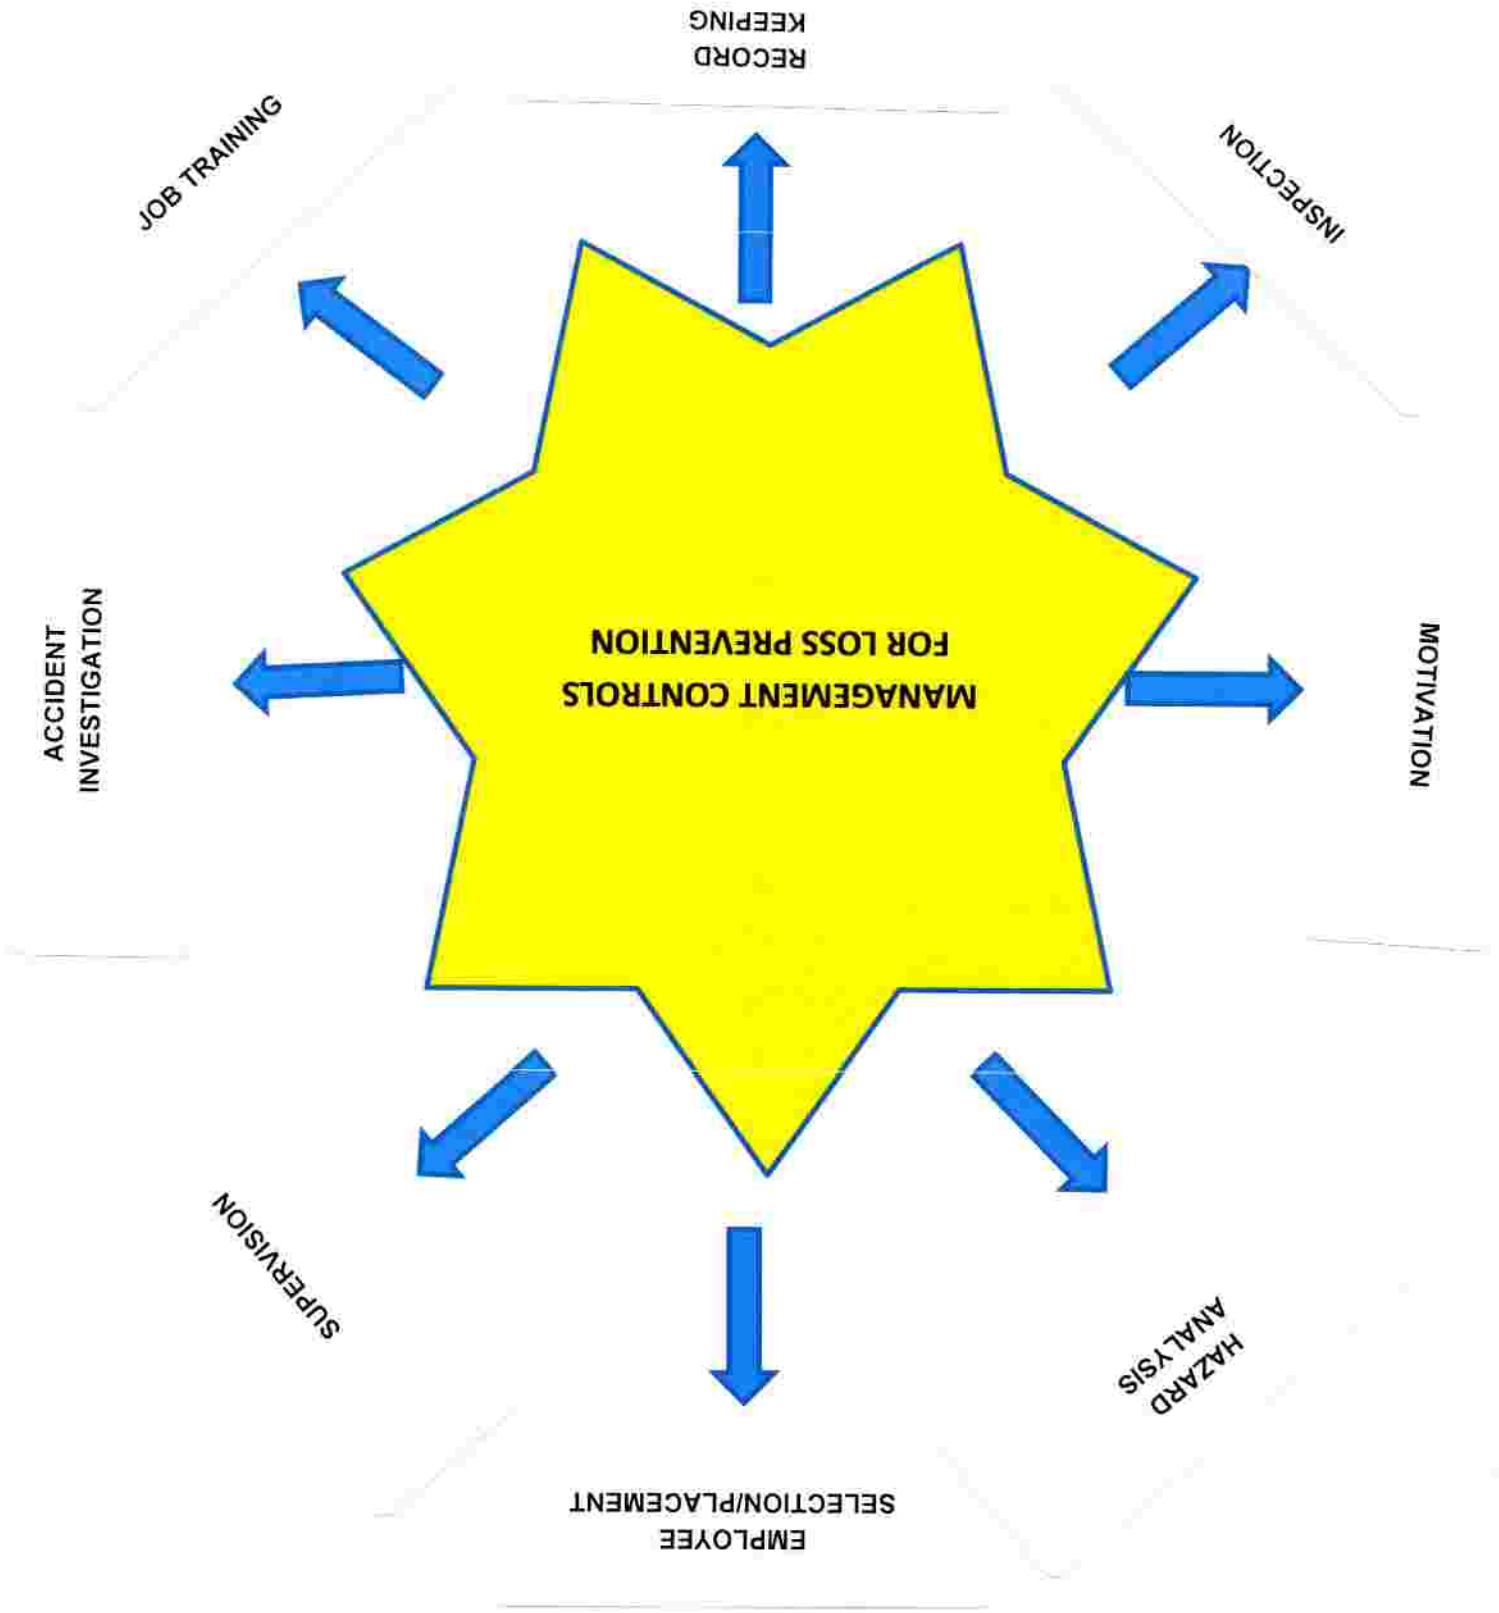 EMPLOYEE
SELECTION/PLACEMENT
HAZARD
ANALYSIS
SUPERVISION
MOTIVATION
MANAGEMENT CONTROLS
FOR LOSS PREVENTION
ACCIDENT
INVESTIGATION
INSPECTION
JOB TRAINING
RECORD
KEEPING